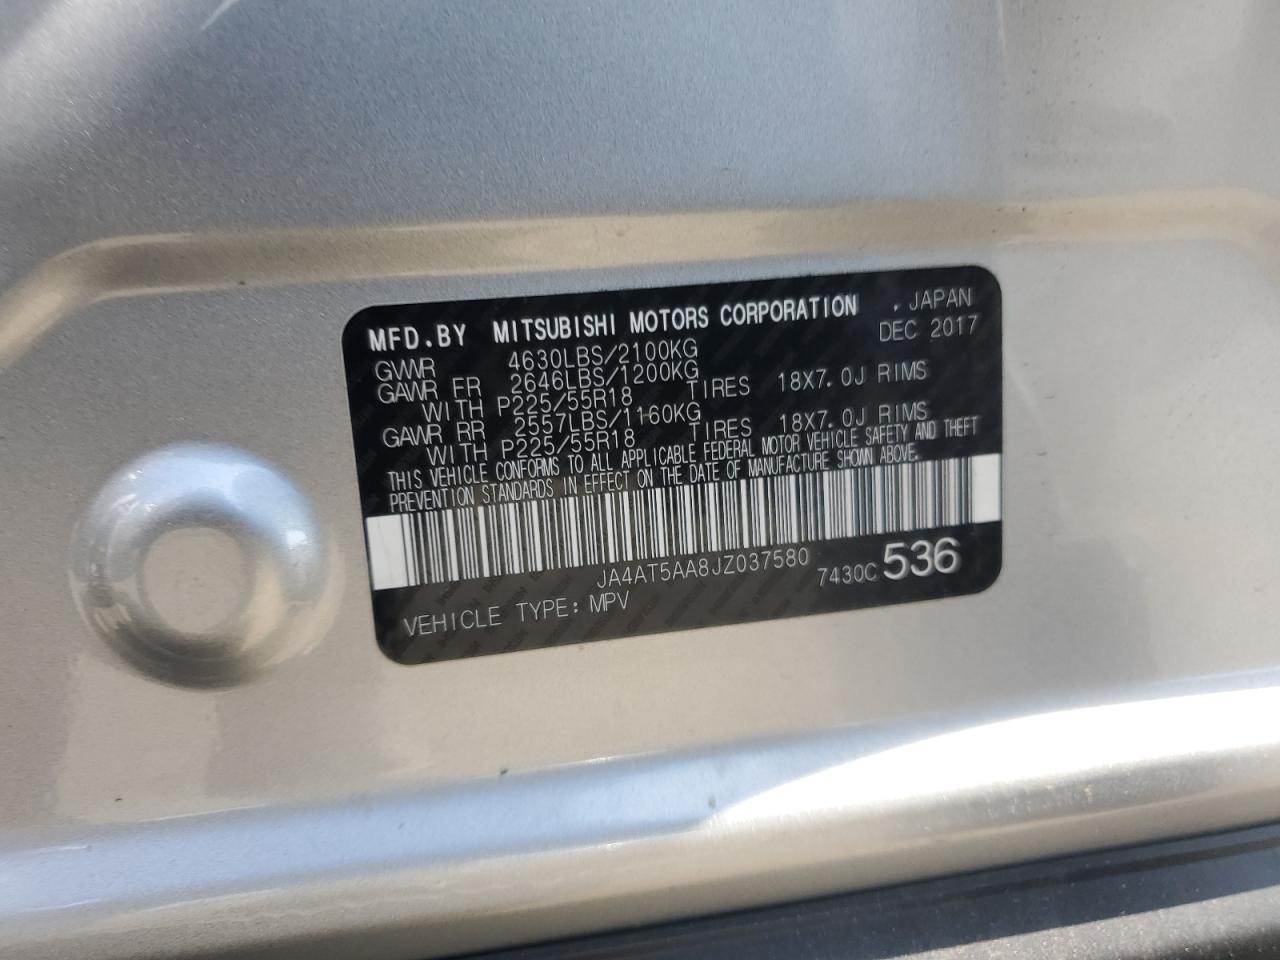 MFD.BY MITSUBISHI MOTORS CORPORATION . JAPAN
GVWR 4630LBS/2100KG DEC 2017
GAWR FR 2646LBS/1200KG
WITH P225/55R18 TIRES 18X7.0J RIMS
GAWR RR 2557LBS/1160KG
WITH P225/55R18 TIRES 18X7.0J RIMS
THIS VEHICLE CONFORMS TO ALL APPLICABLE FEDERAL MOTOR VEHICLE SAFETY AND THEFT
PREVENTION STANDARDS IN EFFECT ON THE DATE OF MANUFACTURE SHOWN ABOVE.
JA4AT5AA8JZ037580 7430C 536
VEHICLE TYPE: MPV